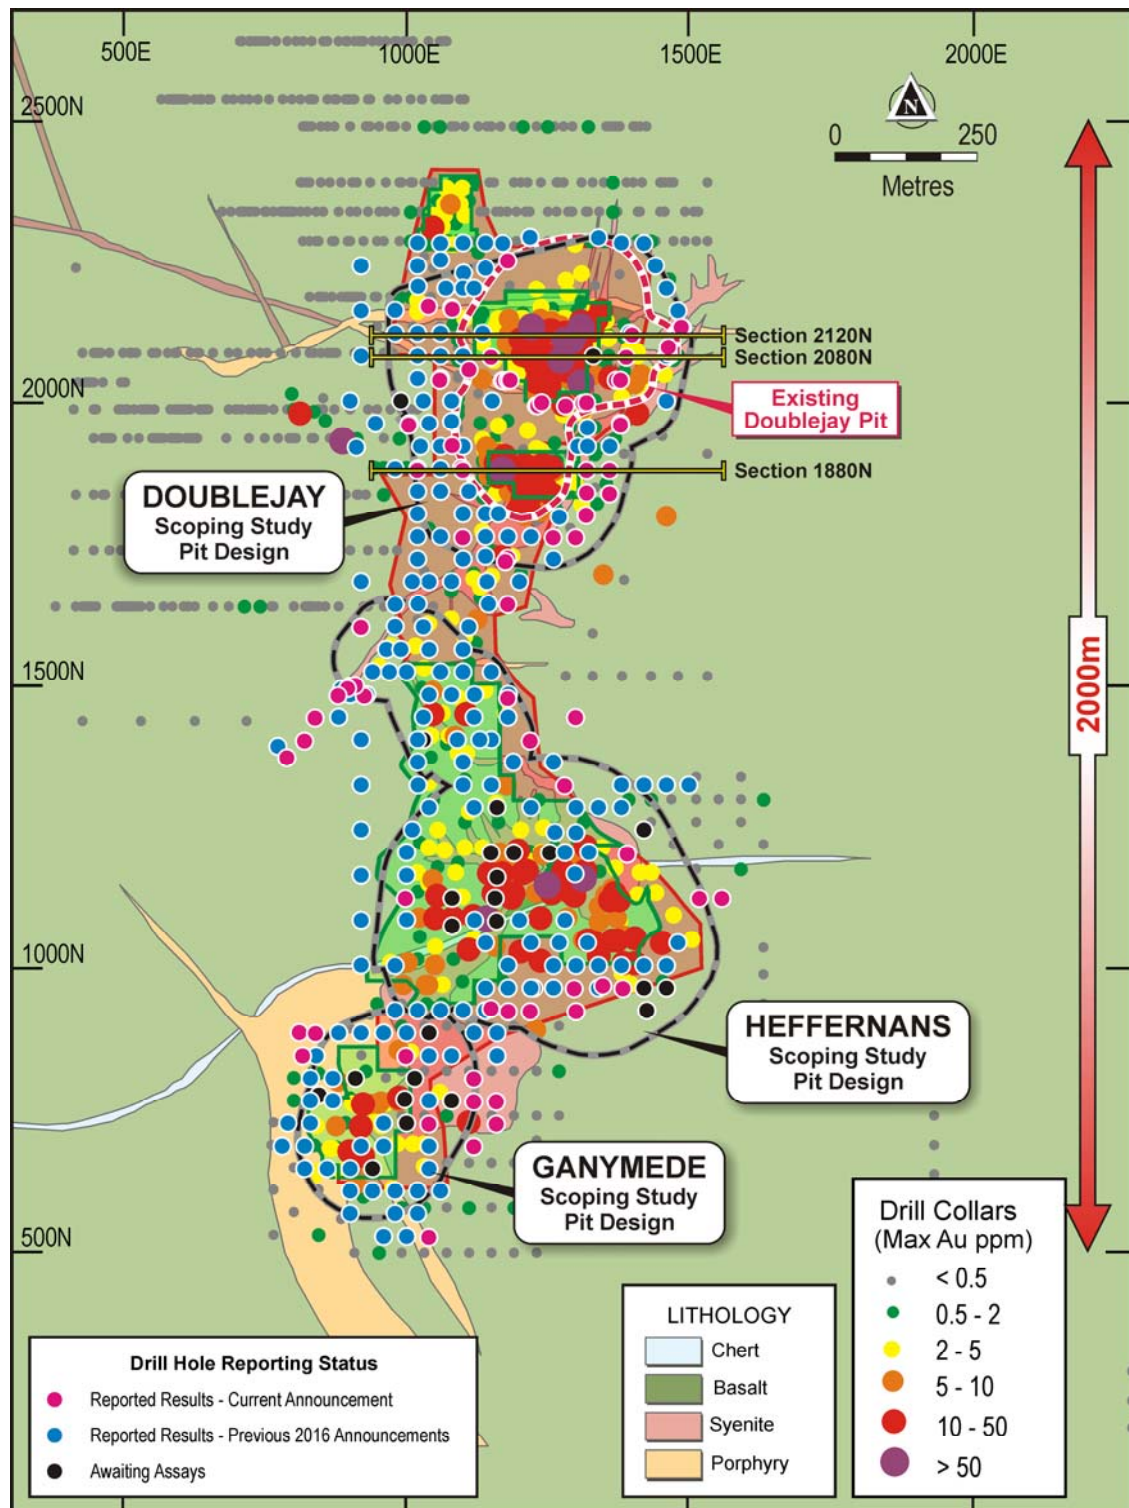 500E
1000E
1500E
2000E
2500N
N
0
250
Metres
Section 2120N
Section 2080N
2000N
Existing
Doublejay Pit
Section 1880N
DOUBLEJAY
Scoping Study
Pit Design
2000m
1500N
1000N
HEFFERNANS
Scoping Study
Pit Design
GANYMEDE
Scoping Study
Pit Design
500N
Drill Collars
(Max Au ppm)
< 0.5
0.5 - 2
2 - 5
5 - 10
10 - 50
> 50
LITHOLOGY
Chert
Basalt
Syenite
Porphyry
Drill Hole Reporting Status
Reported Results - Current Announcement
Reported Results - Previous 2016 Announcements
Awaiting Assays